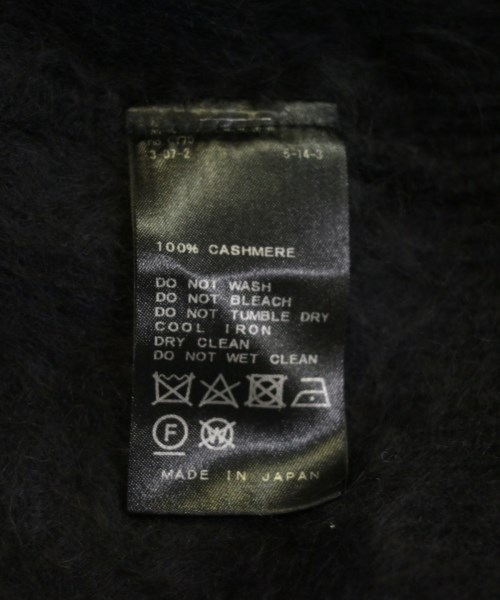 3-07-2 5-14-3
100% CASHMERE
DO NOT WASH
DO NOT BLEACH
DO NOT TUMBLE DRY
COOL IRON
DRY CLEAN
DO NOT WET CLEAN
F W
MADE IN JAPAN